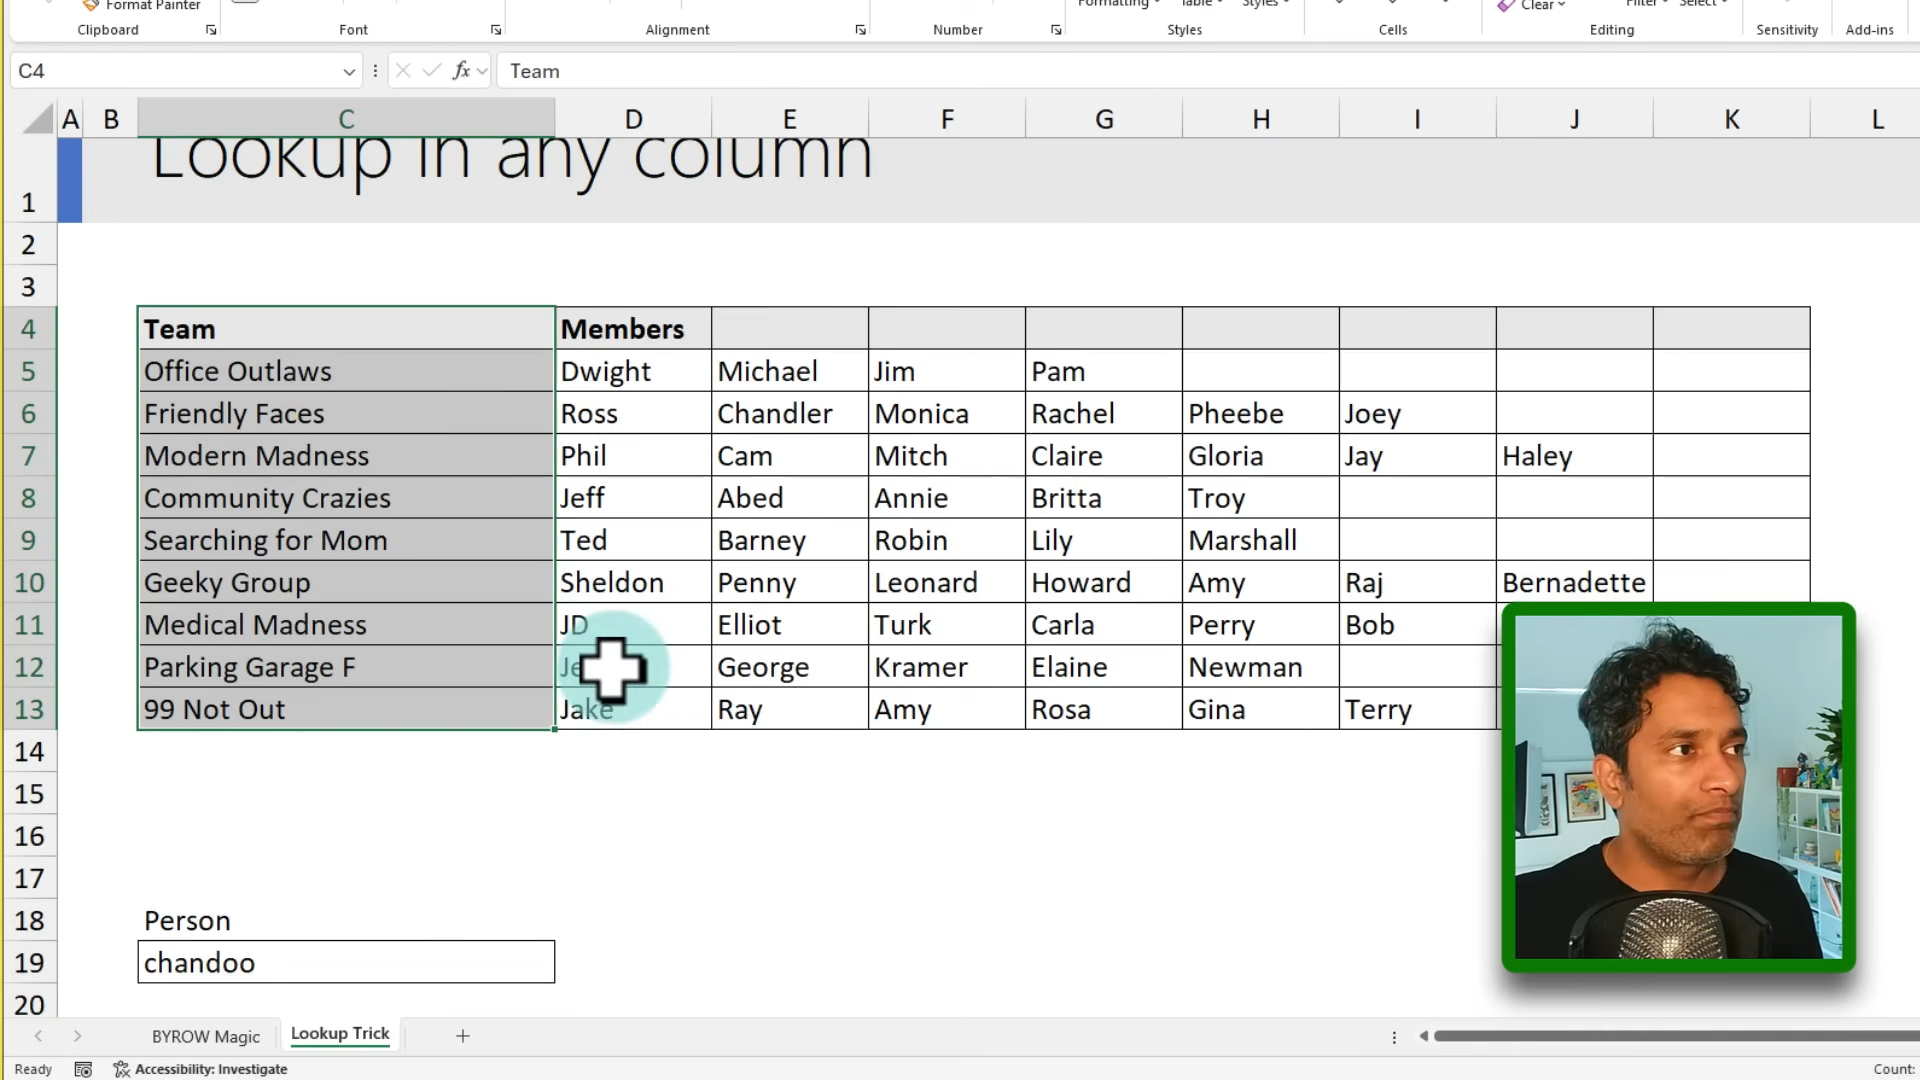 Format Painter
Formatting Table Styles Clear Filter Select
Clipboard Font Alignment Number Styles Cells Editing Sensitivity Add-ins
C4 fx Team
A B C D E F G H I J K L
1 Lookup in any column
2
3
4 Team Members
5 Office Outlaws Dwight Michael Jim Pam
6 Friendly Faces Ross Chandler Monica Rachel Pheebe Joey
7 Modern Madness Phil Cam Mitch Claire Gloria Jay Haley
8 Community Crazies Jeff Abed Annie Britta Troy
9 Searching for Mom Ted Barney Robin Lily Marshall
10 Geeky Group Sheldon Penny Leonard Howard Amy Raj Bernadette
11 Medical Madness JD Elliot Turk Carla Perry Bob
12 Parking Garage F George Kramer Elaine Newman
13 99 Not Out Jake Ray Amy Rosa Gina Terry
14
15
16
17
18 Person
19 chandoo
20
BYROW Magic Lookup Trick
Ready Accessibility: Investigate Count: